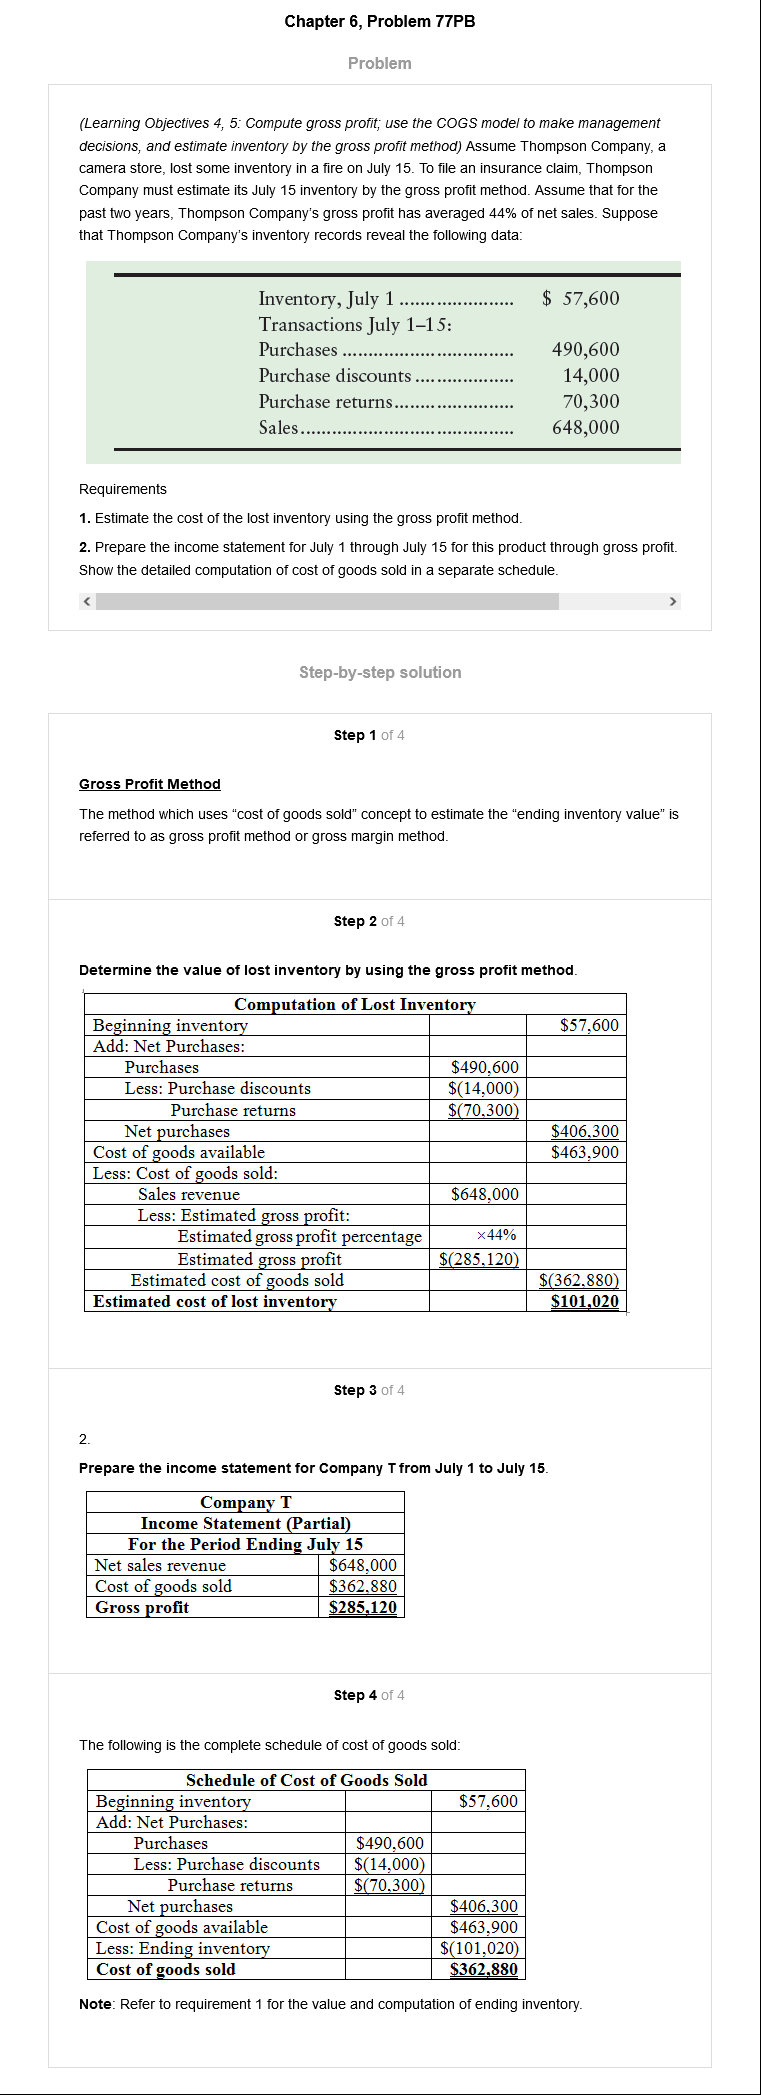 Chapter 6, Problem 77PB
Problem
(Learning Objectives 4, 5: Compute gross profit; use the COGS model to make management
decisions, and estimate inventory by the gross profit method) Assume Thompson Company, a
camera store, lost some inventory in a fire on July 15. To file an insurance claim, Thompson
Company must estimate its July 15 inventory by the gross profit method. Assume that for the
past two years, Thompson Company's gross profit has averaged 44% of net sales. Suppose
that Thompson Company's inventory records reveal the following data:
Inventory, July 1 ...................... $ 57,600
Transactions July 1–15:
Purchases ................................. 490,600
Purchase discounts ................... 14,000
Purchase returns....................... 70,300
Sales......................................... 648,000
Requirements
1. Estimate the cost of the lost inventory using the gross profit method.
2. Prepare the income statement for July 1 through July 15 for this product through gross profit.
Show the detailed computation of cost of goods sold in a separate schedule.
Step-by-step solution
Step 1 of 4
Gross Profit Method
The method which uses “cost of goods sold” concept to estimate the “ending inventory value” is
referred to as gross profit method or gross margin method.
Step 2 of 4
Determine the value of lost inventory by using the gross profit method.
Computation of Lost Inventory
Beginning inventory $57,600
Add: Net Purchases:
Purchases $490,600
Less: Purchase discounts $(14,000)
Purchase returns $(70,300)
Net purchases $406,300
Cost of goods available $463,900
Less: Cost of goods sold:
Sales revenue $648,000
Less: Estimated gross profit:
Estimated gross profit percentage ×44%
Estimated gross profit $(285,120)
Estimated cost of goods sold $(362,880)
Estimated cost of lost inventory $101,020
Step 3 of 4
2.
Prepare the income statement for Company T from July 1 to July 15.
Company T
Income Statement (Partial)
For the Period Ending July 15
Net sales revenue $648,000
Cost of goods sold $362,880
Gross profit $285,120
Step 4 of 4
The following is the complete schedule of cost of goods sold:
Schedule of Cost of Goods Sold
Beginning inventory $57,600
Add: Net Purchases:
Purchases $490,600
Less: Purchase discounts $(14,000)
Purchase returns $(70,300)
Net purchases $406,300
Cost of goods available $463,900
Less: Ending inventory $(101,020)
Cost of goods sold $362,880
Note: Refer to requirement 1 for the value and computation of ending inventory.